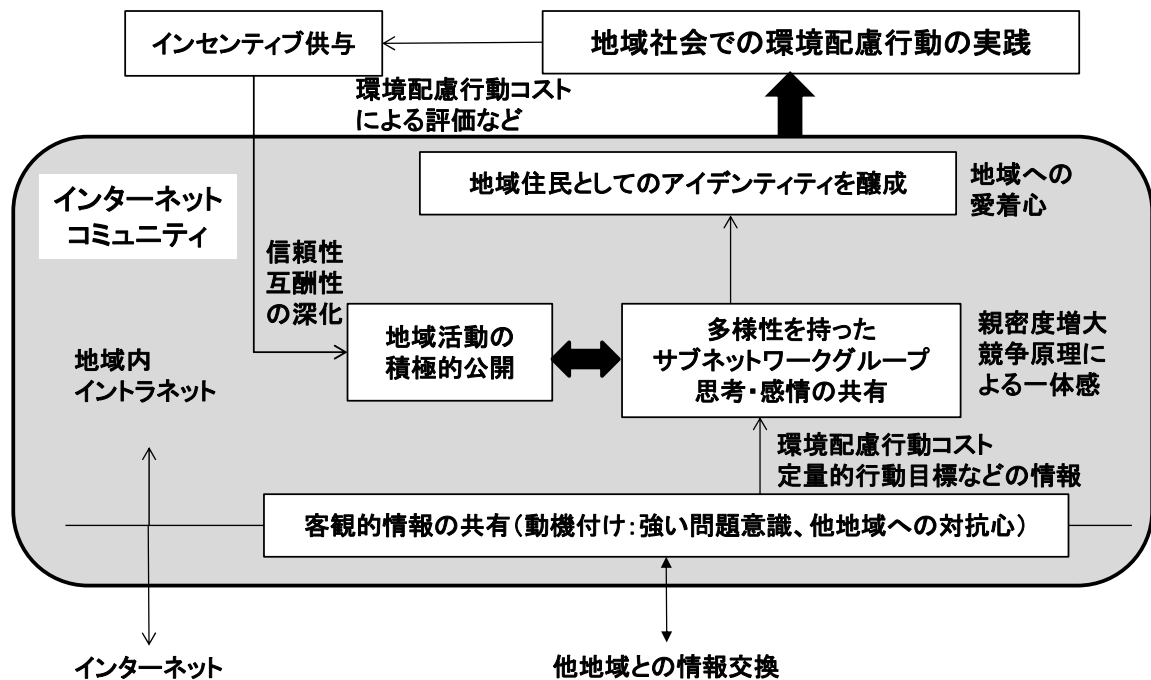 インセンティブ供与
地域社会での環境配慮行動の実践
環境配慮行動コスト
による評価など
インターネット
コミュニティ
地域住民としてのアイデンティティを醸成
地域への
愛着心
信頼性
互酬性
の深化
地域活動の
積極的公開
多様性を持った
サブネットワークグループ
思考・感情の共有
親密度増大
競争原理に
よる一体感
地域内
イントラネット
環境配慮行動コスト
定量的行動目標などの情報
客観的情報の共有(動機付け:強い問題意識、他地域への対抗心)
インターネット
他地域との情報交換